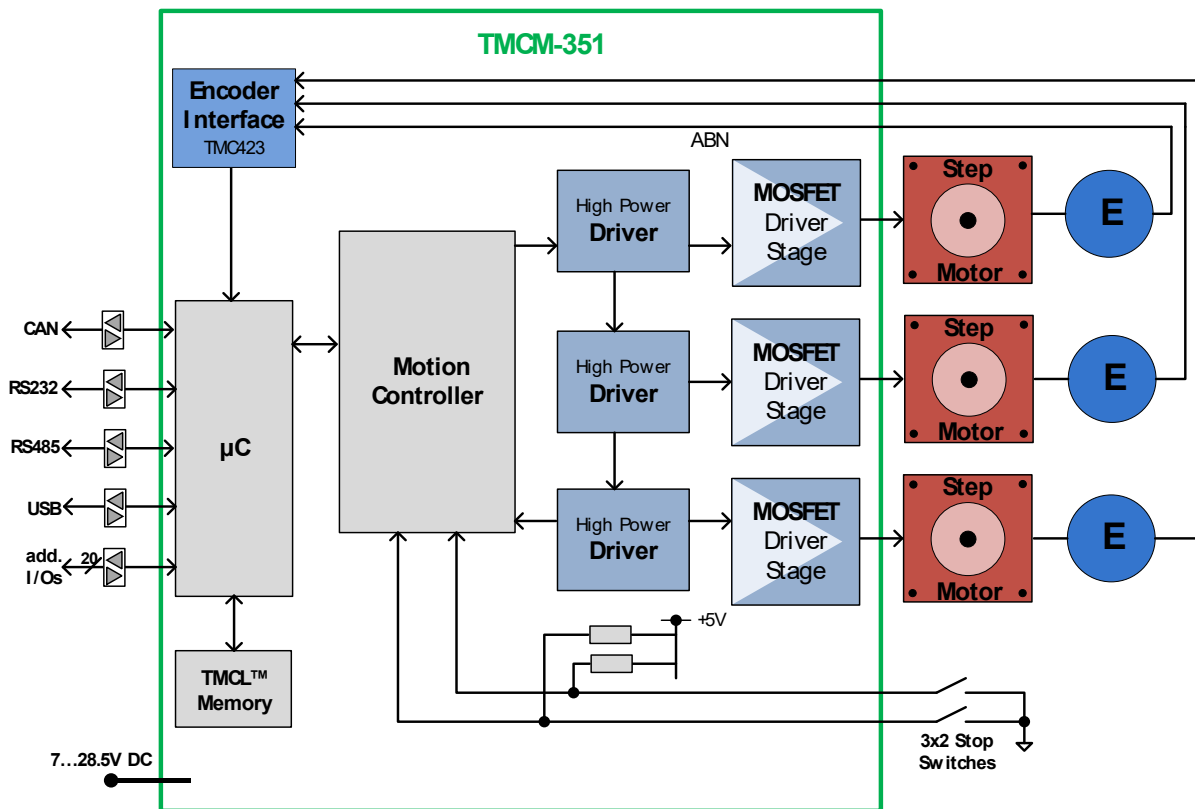 TMCM-351
Encoder
Interface
TMC423
ABN
High Power
Driver
MOSFET
Driver
Stage
Step
Motor
E
CAN
RS232
RS485
USB
add.
I/Os
20
µC
Motion
Controller
High Power
Driver
MOSFET
Driver
Stage
Step
Motor
E
High Power
Driver
MOSFET
Driver
Stage
Step
Motor
E
+5V
TMCL™
Memory
3x2 Stop
Switches
7…28.5V DC